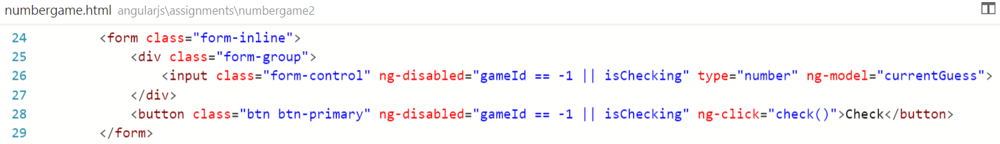 numbergame.html angularjs\assignments\numbergame2
24 <form class="form-inline">
25 <div class="form-group">
26 <input class="form-control" ng-disabled="gameId == -1 || isChecking" type="number" ng-model="currentGuess">
27 </div>
28 <button class="btn btn-primary" ng-disabled="gameId == -1 || isChecking" ng-click="check()">Check</button>
29 </form>